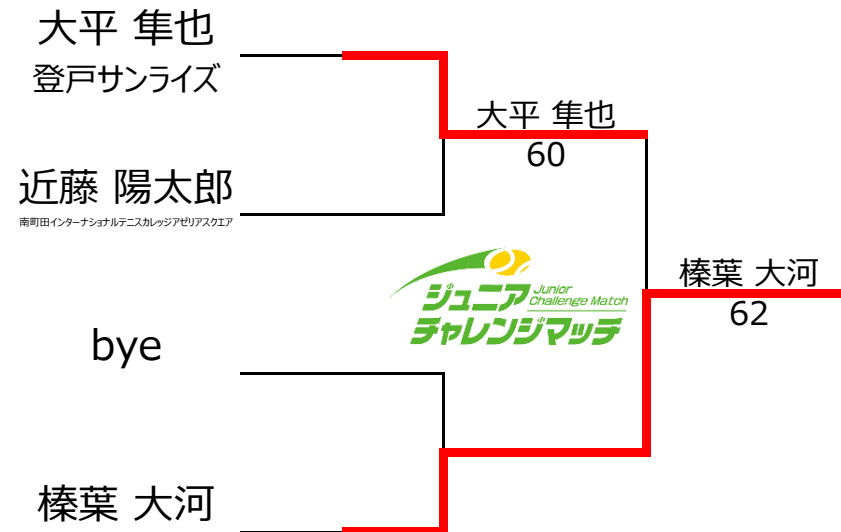 大平 隼也
登戸サンライズ
大平 隼也
60
近藤 陽太郎
南町田インターナショナルテニスカレッジアゼリアスクエア
榛葉 大河
62
ジュニア
Junior
Challenge Match
チャレンジマッチ
bye
榛葉 大河